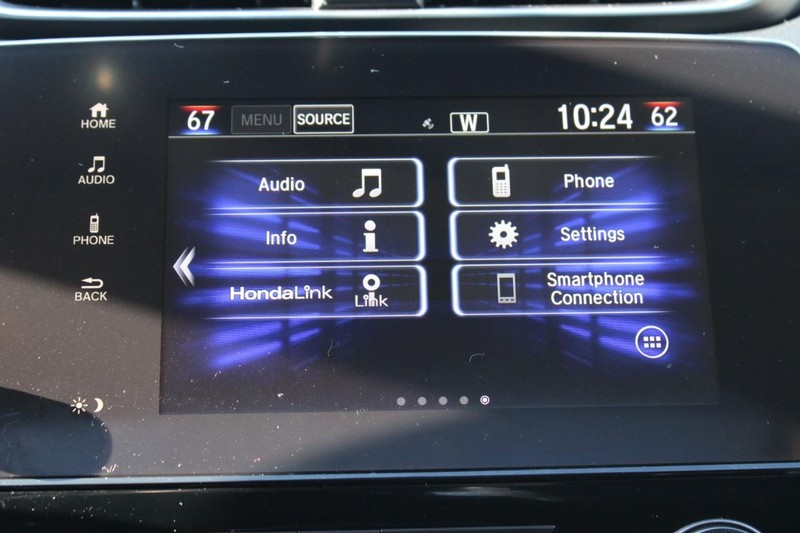 HOME
AUDIO
PHONE
BACK
67 MENU SOURCE W 10:24 62
Audio
Phone
Info
Settings
HondaLink
Link
Smartphone
Connection